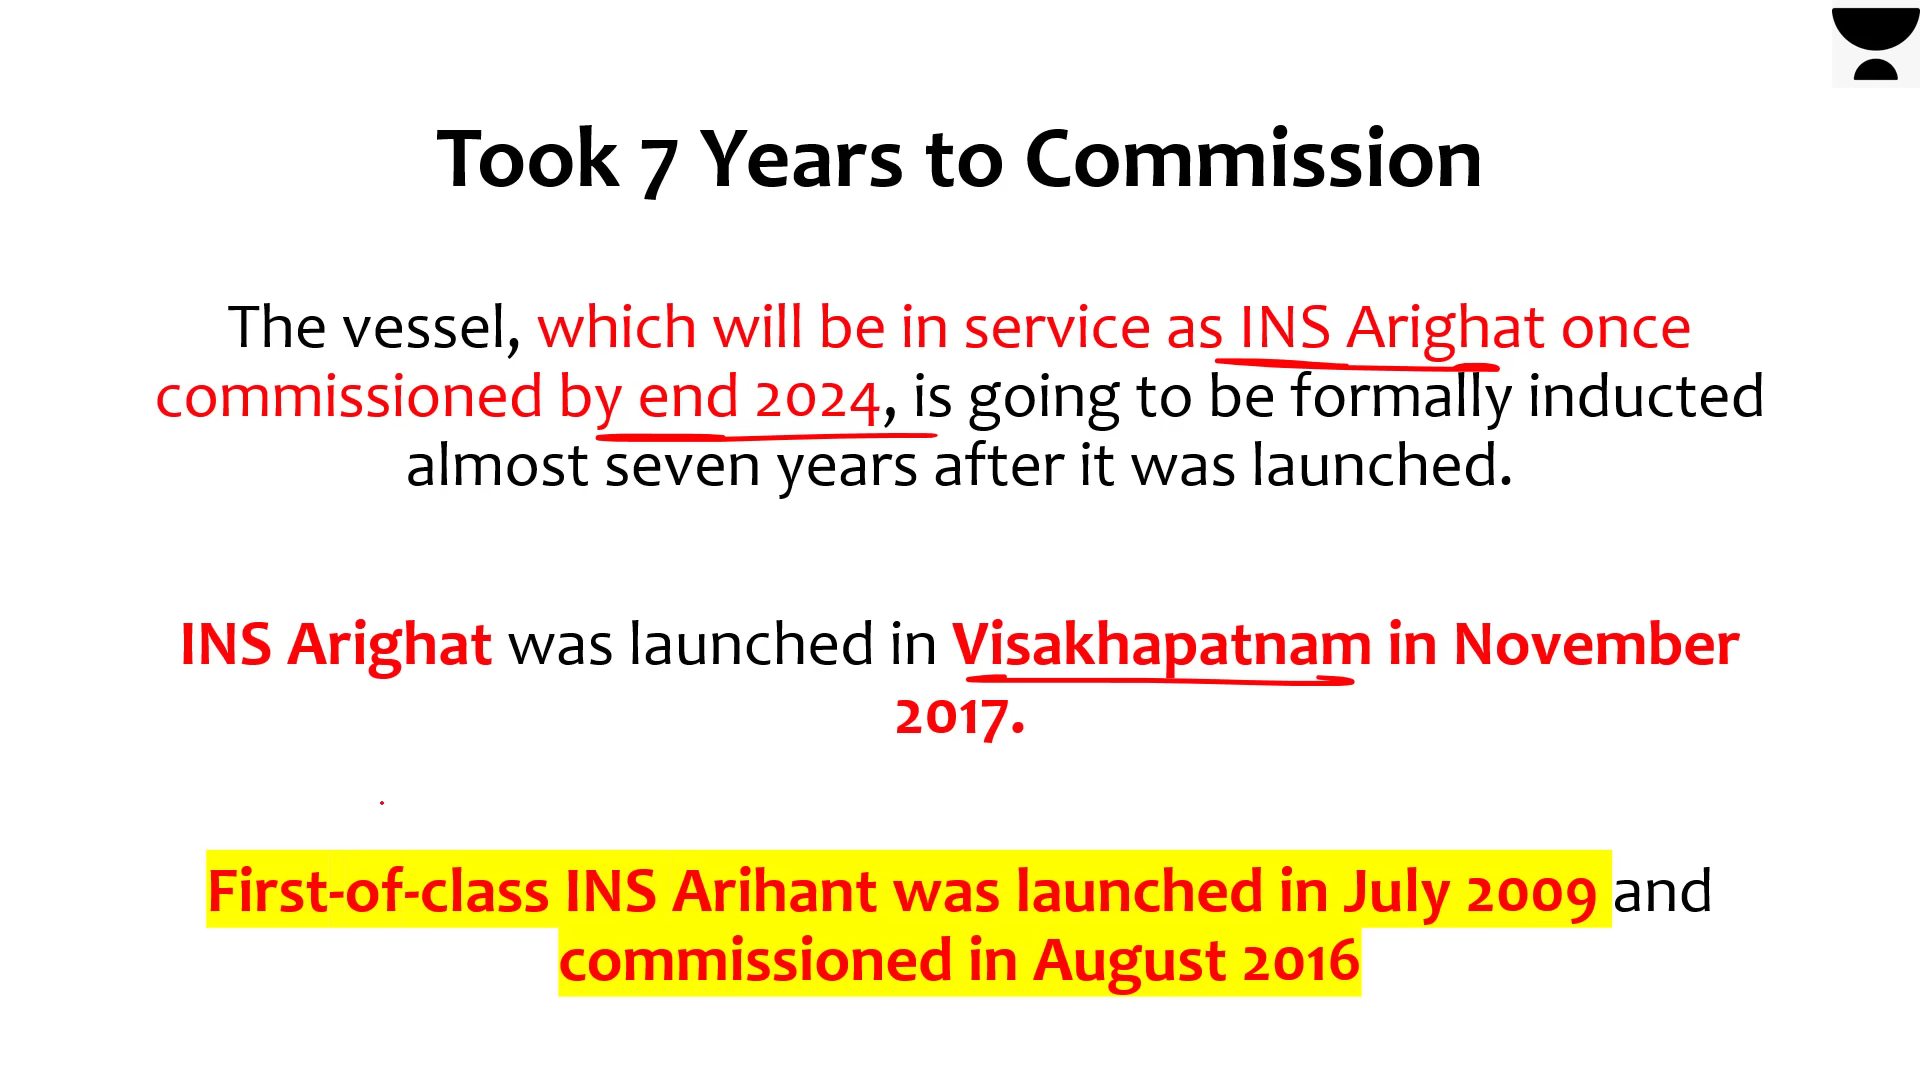 Took 7 Years to Commission
The vessel, which will be in service as INS Arighat once
commissioned by end 2024, is going to be formally inducted
almost seven years after it was launched.
INS Arighat was launched in Visakhapatnam in November
2017.
First-of-class INS Arihant was launched in July 2009 and
commissioned in August 2016